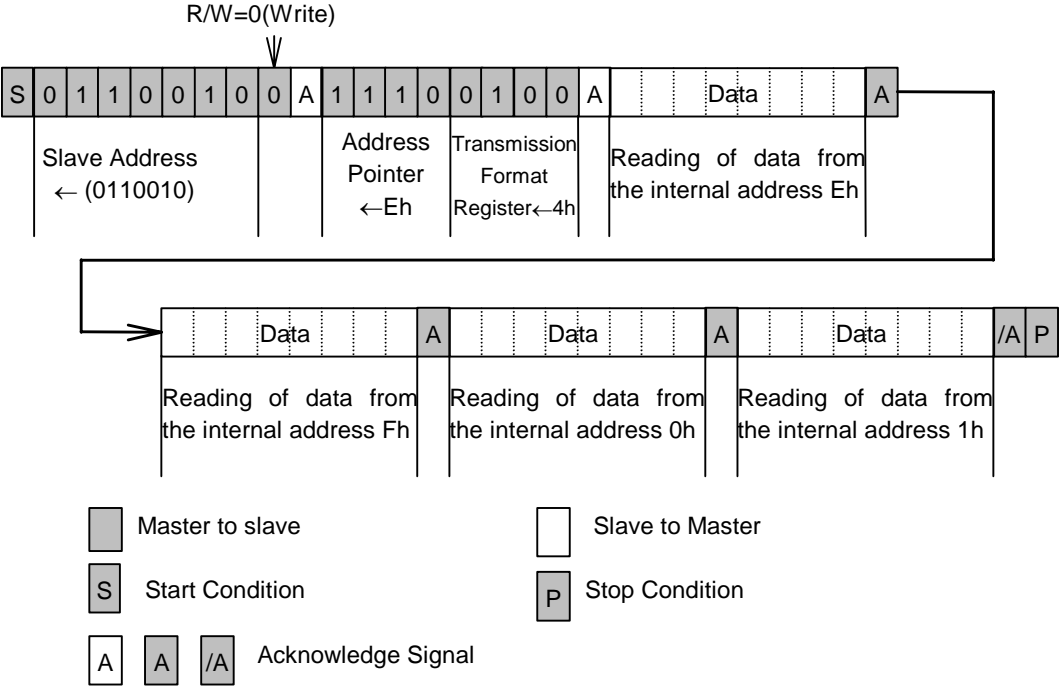 R/W=0(Write)
S 0 1 1 0 0 1 0 0 A 1 1 1 0 0 1 0 0 A Data A
Slave Address
← (0110010)
Address
Pointer
←Eh
Transmission
Format
Register←4h
Reading of data from
the internal address Eh
Data A Data A Data /A P
Reading of data from
the internal address Fh
Reading of data from
the internal address 0h
Reading of data from
the internal address 1h
Master to slave
Slave to Master
S Start Condition
P Stop Condition
A A /A Acknowledge Signal